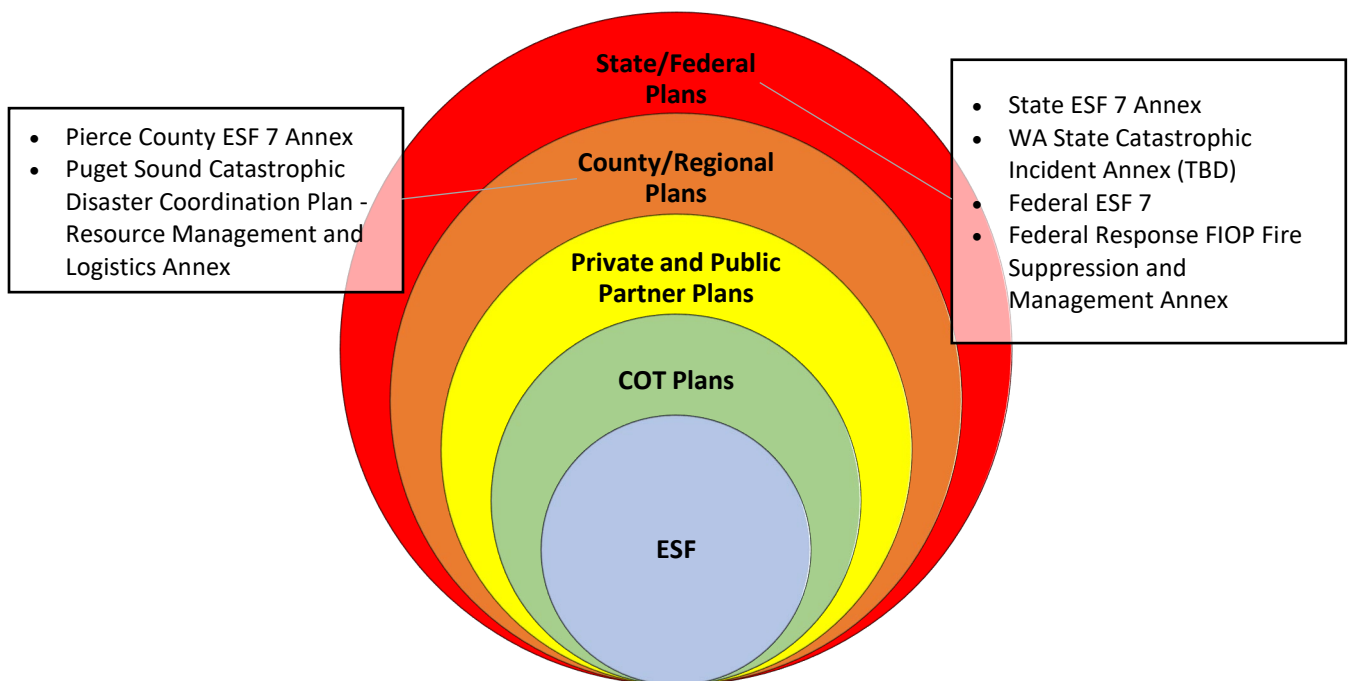 State/Federal
Plans
• Pierce County ESF 7 Annex
• Puget Sound Catastrophic
Disaster Coordination Plan -
Resource Management and
Logistics Annex
• State ESF 7 Annex
• WA State Catastrophic
Incident Annex (TBD)
• Federal ESF 7
• Federal Response FIOP Fire
Suppression and
Management Annex
County/Regional
Plans
Private and Public
Partner Plans
COT Plans
ESF